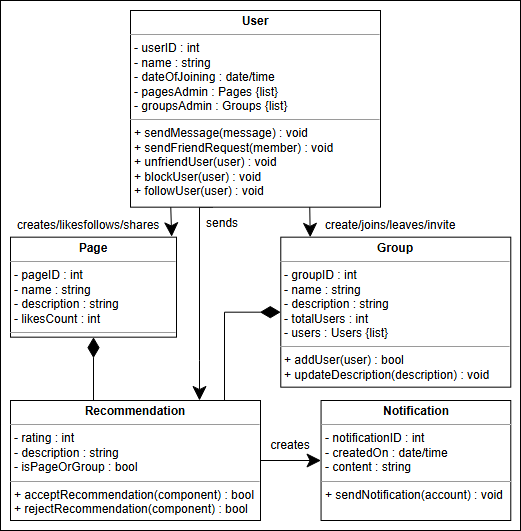 User
- userID : int
- name : string
- dateOfJoining : date/time
- pagesAdmin : Pages {list}
- groupsAdmin : Groups {list}
+ sendMessage(message) : void
+ sendFriendRequest(member) : void
+ unfriendUser(user) : void
+ blockUser(user) : void
+ followUser(user) : void
creates/likesfollows/shares
sends
create/joins/leaves/invite
Page
- pageID : int
- name : string
- description : string
- likesCount : int
Group
- groupID : int
- name : string
- description : string
- totalUsers : int
- users : Users {list}
+ addUser(user) : bool
+ updateDescription(description) : void
Recommendation
- rating : int
- description : string
- isPageOrGroup : bool
+ acceptRecommendation(component) : bool
+ rejectRecommendation(component) : bool
creates
Notification
- notificationID : int
- createdOn : date/time
- content : string
+ sendNotification(account) : void